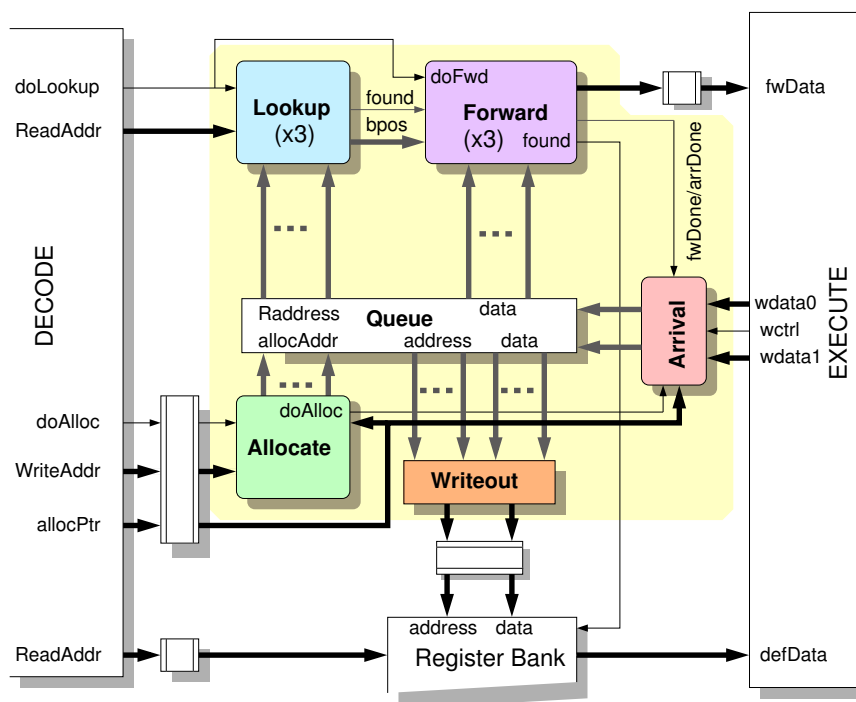 doLookup
ReadAddr
DECODE
doAlloc
WriteAddr
allocPtr
ReadAddr
Lookup
(x3)
found
bpos
doFwd
Forward
(x3)
found
fwDone/arrDone
fwData
Raddress
Queue
data
allocAddr
address
data
Arrival
wdata0
wctrl
wdata1
EXECUTE
doAlloc
Allocate
Writeout
address
data
Register Bank
defData